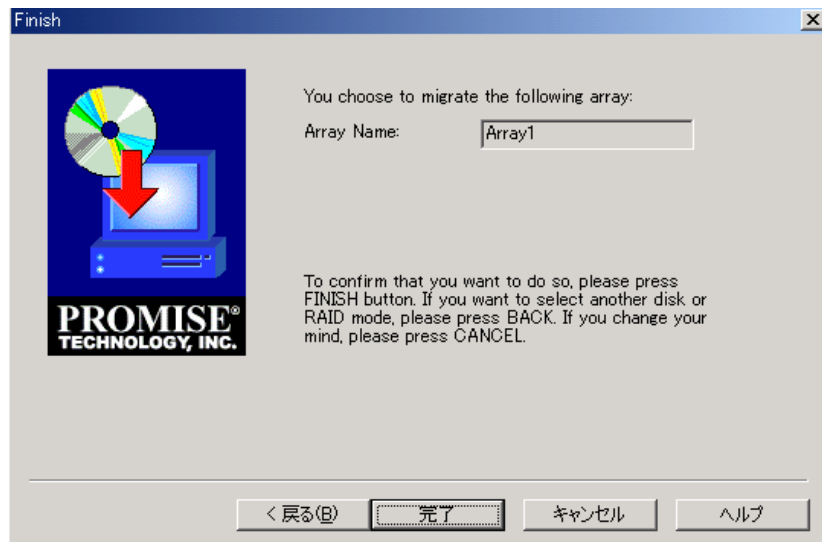 Finish
You choose to migrate the following array:
Array Name: Array1
To confirm that you want to do so, please press
FINISH button. If you want to select another disk or
RAID mode, please press BACK. If you change your
mind, please press CANCEL.
PROMISE®
TECHNOLOGY, INC.
< 戻る(B) 完了 キャンセル ヘルプ